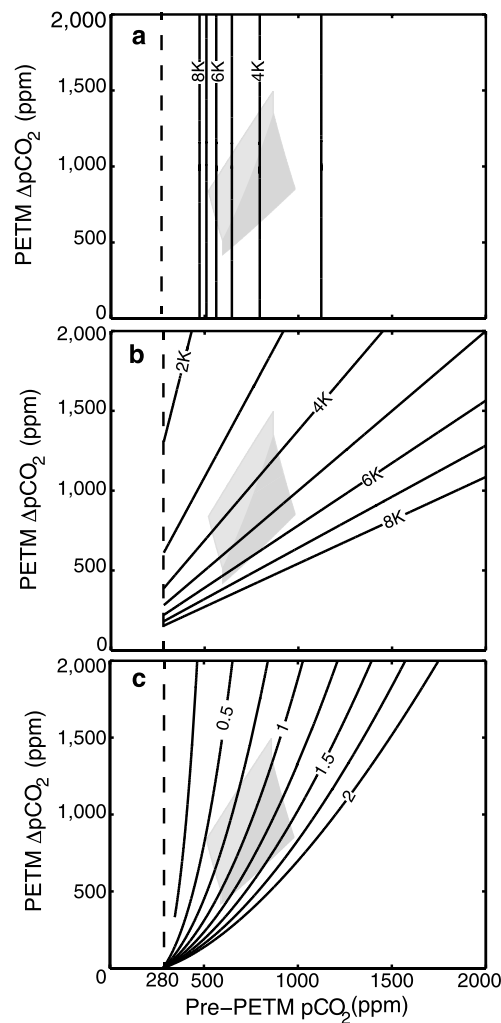 a
2,000
1,500
1,000
500
0
PETM ΔpCO2 (ppm)
8K
6K
4K
b
2,000
1,500
1,000
500
0
PETM ΔpCO2 (ppm)
2K
4K
6K
8K
c
2,000
1,500
1,000
500
0
PETM ΔpCO2 (ppm)
0.5
1
1.5
2
280 500 1000 1500 2000
Pre-PETM pCO2(ppm)